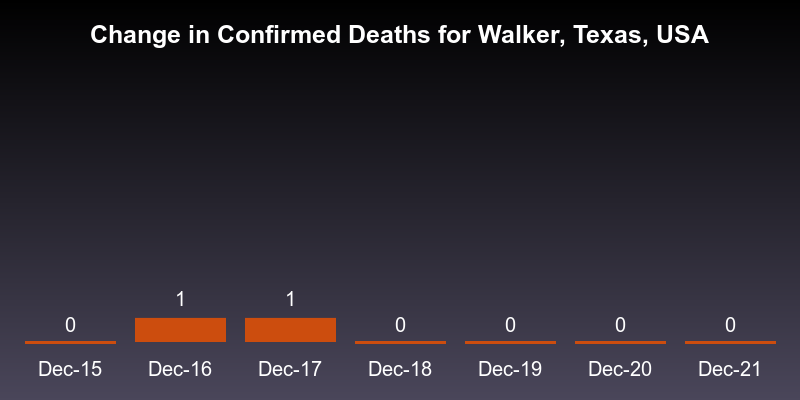 Change in Confirmed Deaths for Walker, Texas, USA
0 1 1 0 0 0 0
Dec-15 Dec-16 Dec-17 Dec-18 Dec-19 Dec-20 Dec-21